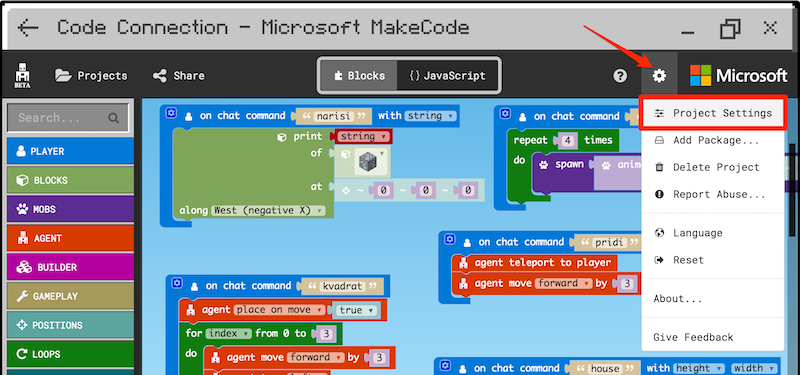 Code Connection – Microsoft MakeCode
BETA
Projects
Share
Blocks
{} JavaScript
Microsoft
Search...
PLAYER
BLOCKS
MOBS
AGENT
BUILDER
GAMEPLAY
POSITIONS
LOOPS
on chat command “ narisi ” with string
print string
of
at ~ 0 ~ 0 ~ 0
along West (negative X)
on chat command “ kvadrat ”
agent place on move true
for index from 0 to 3
do agent move forward by 3
on chat command “
repeat 4 times
do spawn
on chat command “ pridi ”
agent teleport to player
agent move forward by 3
on chat command “ house ” with height width
Project Settings
Add Package...
Delete Project
Report Abuse...
Language
Reset
About...
Give Feedback